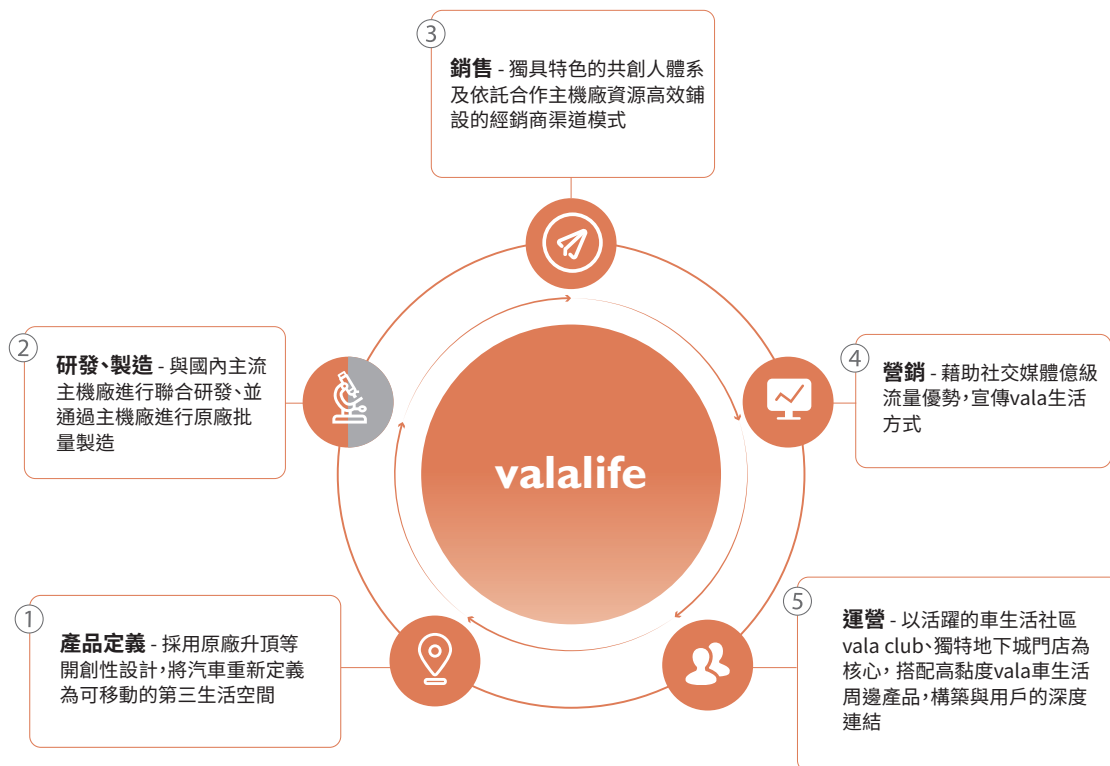 3
銷售 - 獨具特色的共創人體系
及依託合作主機廠資源高效鋪
設的經銷商渠道模式
2
研發、製造 - 與國內主流
主機廠進行聯合研發、並
通過主機廠進行原廠批
量製造
4
營銷 - 藉助社交媒體億級
流量優勢，宣傳vala生活
方式
valalife
1
產品定義 - 採用原廠升頂等
開創性設計，將汽車重新定義
為可移動的第三生活空間
5
運營 - 以活躍的車生活社區
vala club、獨特地下城門店為
核心，搭配高黏度vala車生活
周邊產品，構築與用戶的深度
連結